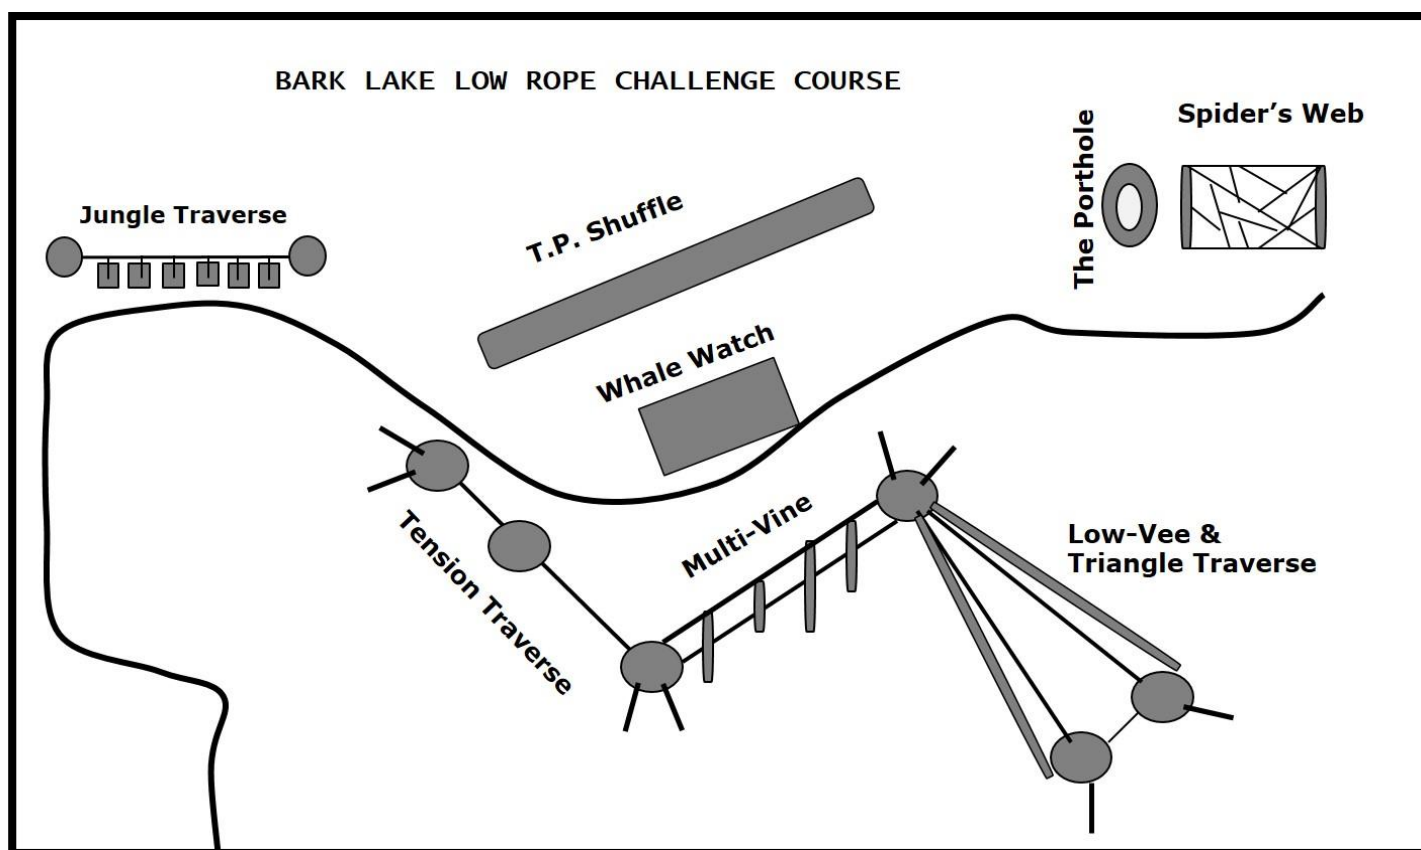 BARK LAKE LOW ROPE CHALLENGE COURSE
Spider’s Web
The Porthole
Jungle Traverse
T.P. Shuffle
Whale Watch
Tension Traverse
Multi-Vine
Low-Vee &
Triangle Traverse